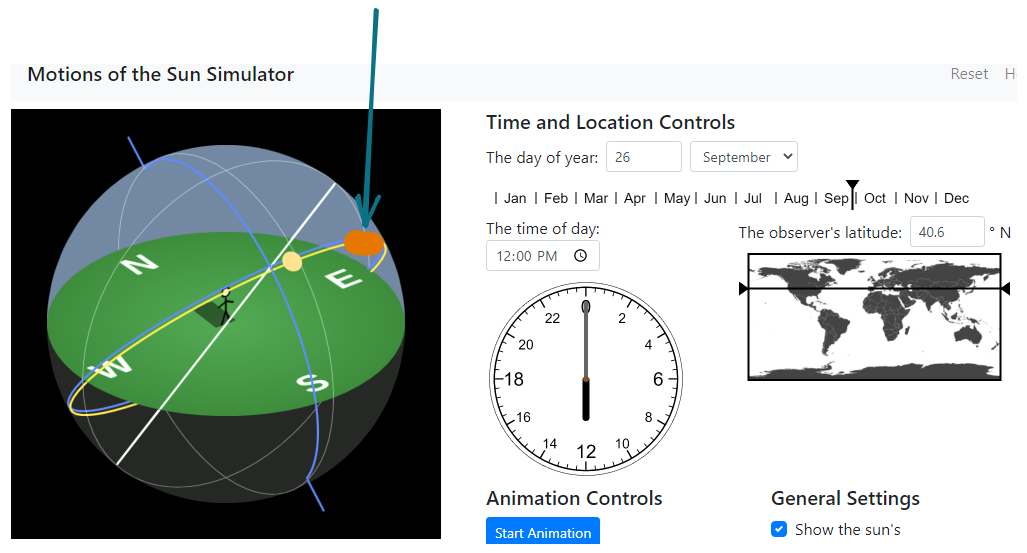 Motions of the Sun Simulator
Reset H
Time and Location Controls
The day of year: 26 September
Jan Feb Mar Apr May Jun Jul Aug Sep Oct Nov Dec
The time of day:
The observer's latitude: 40.6 ° N
12:00 PM
N
E
W
S
0
22 2
20 4
18 6
16 8
14 10
12
Animation Controls
General Settings
Start Animation
Show the sun's